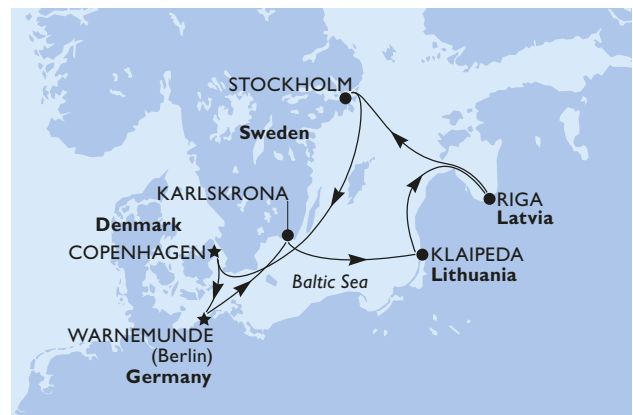 STOCKHOLM
Sweden
KARLSKRONA
RIGA
Latvia
Denmark
COPENHAGEN
KLAIPEDA
Lithuania
Baltic Sea
WARNEMUNDE
(Berlin)
Germany